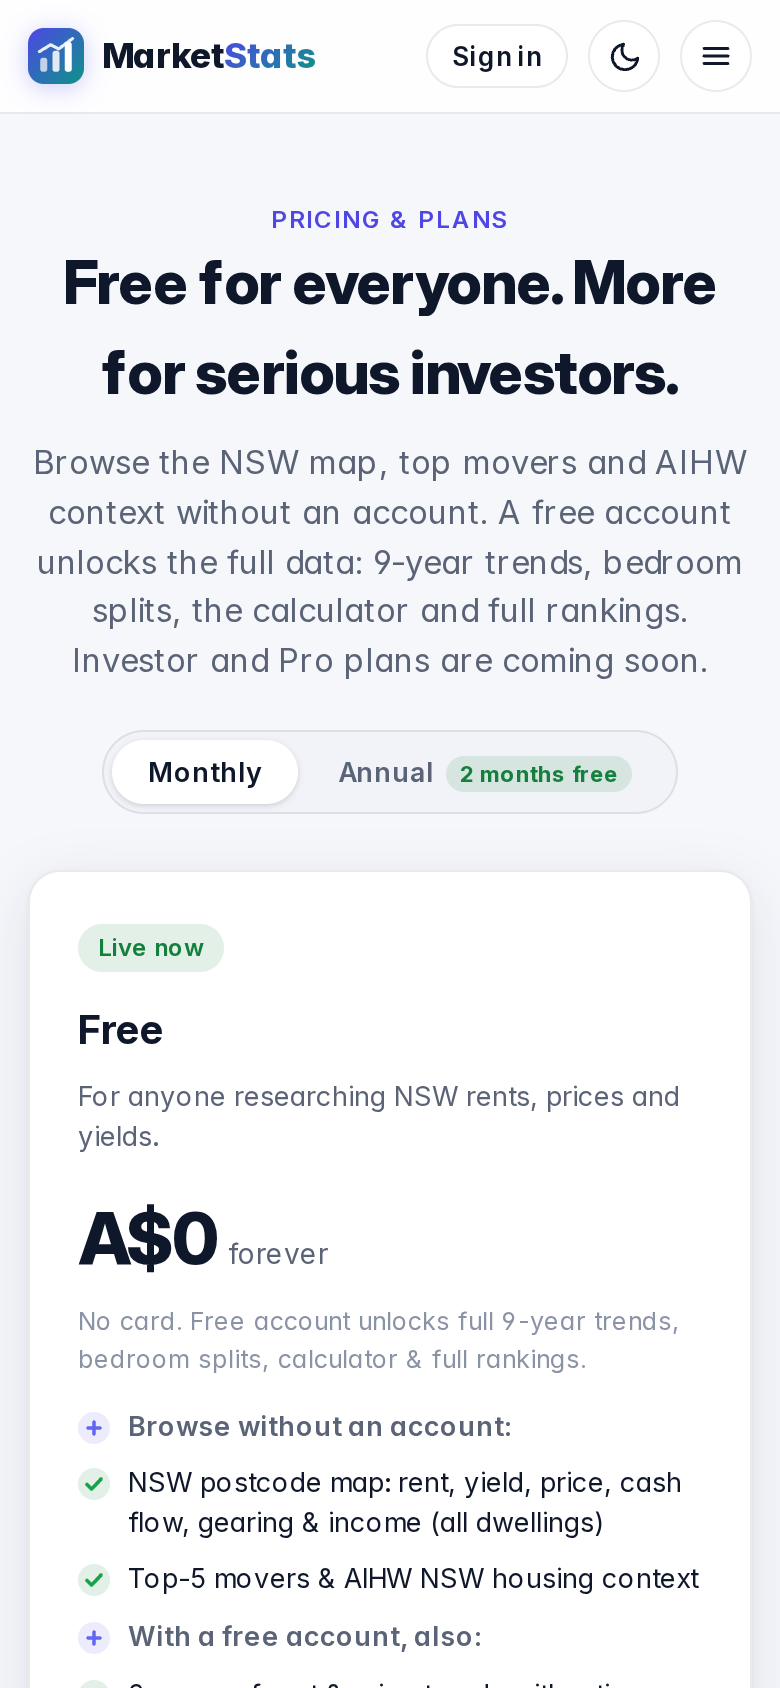 MarketStats
Sign in
PRICING & PLANS
Free for everyone. More
for serious investors.
Browse the NSW map, top movers and AIHW
context without an account. A free account
unlocks the full data: 9-year trends, bedroom
splits, the calculator and full rankings.
Investor and Pro plans are coming soon.
Monthly
Annual 2 months free
Live now
Free
For anyone researching NSW rents, prices and
yields.
A$0 forever
No card. Free account unlocks full 9-year trends,
bedroom splits, calculator & full rankings.
Browse without an account:
NSW postcode map: rent, yield, price, cash
flow, gearing & income (all dwellings)
Top-5 movers & AIHW NSW housing context
With a free account, also: